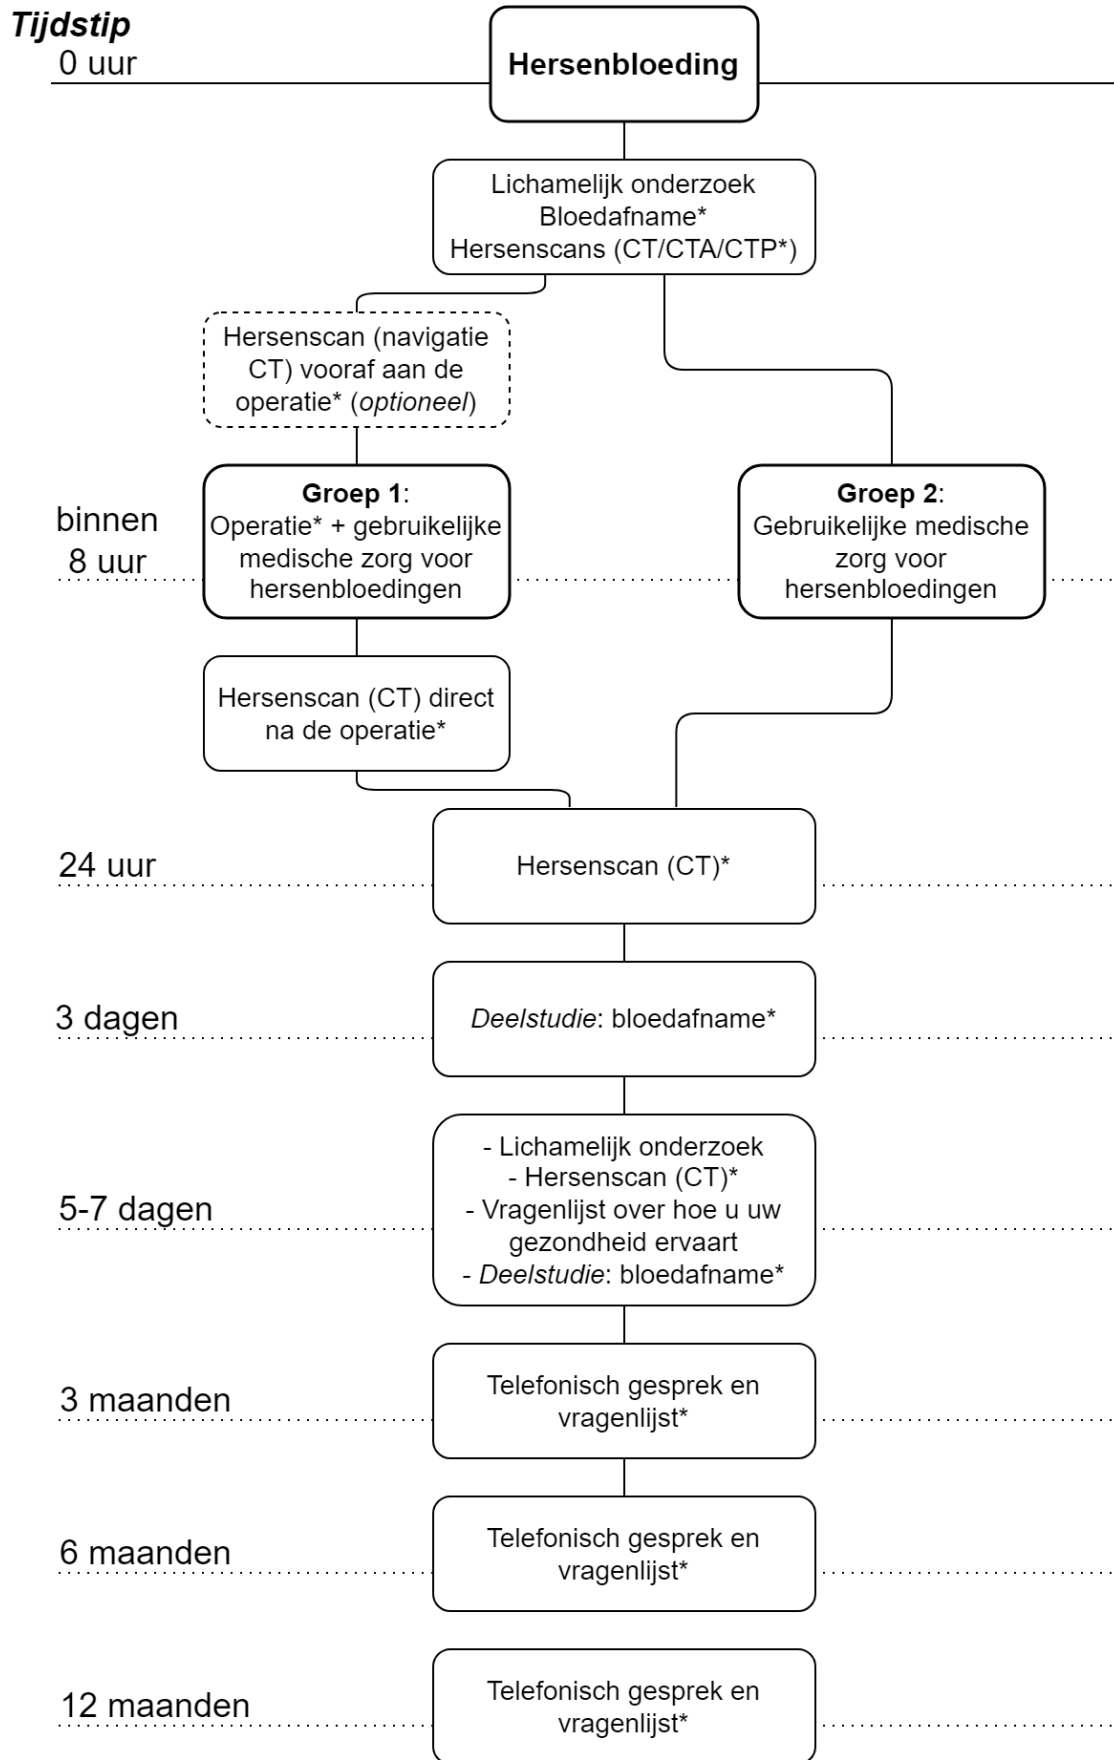 Tijdstip
0 uur
Hersenbloeding
Lichamelijk onderzoek
Bloedafname*
Hersenscans (CT/CTA/CTP*)
Hersenscan (navigatie
CT) vooraf aan de
operatie* (optioneel)
binnen
8 uur
Groep 1:
Operatie* + gebruikelijke
medische zorg voor
hersenbloedingen
Groep 2:
Gebruikelijke medische
zorg voor
hersenbloedingen
Hersenscan (CT) direct
na de operatie*
24 uur
Hersenscan (CT)*
3 dagen
Deelstudie: bloedafname*
5-7 dagen
- Lichamelijk onderzoek
- Hersenscan (CT)*
- Vragenlijst over hoe u uw
gezondheid ervaart
- Deelstudie: bloedafname*
3 maanden
Telefonisch gesprek en
vragenlijst*
6 maanden
Telefonisch gesprek en
vragenlijst*
12 maanden
Telefonisch gesprek en
vragenlijst*